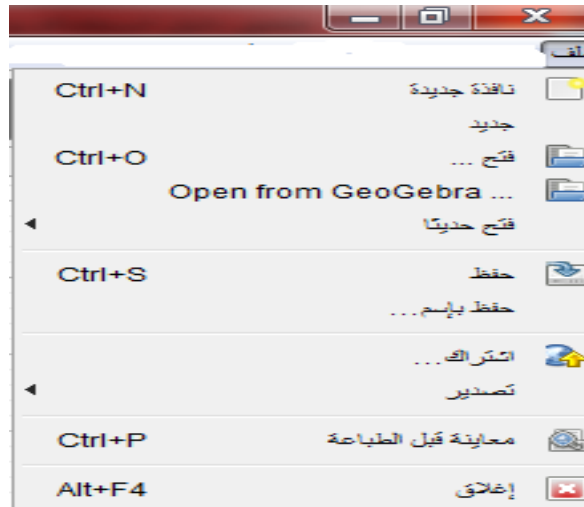 ملف
نافذة جديدة Ctrl+N
جديد
فتح ... Ctrl+O
Open from GeoGebra ...
فتح حديثا
حفظ Ctrl+S
حفظ بإسم...
اشتراك...
تصدير
معاينة قبل الطباعة Ctrl+P
إغلاق Alt+F4